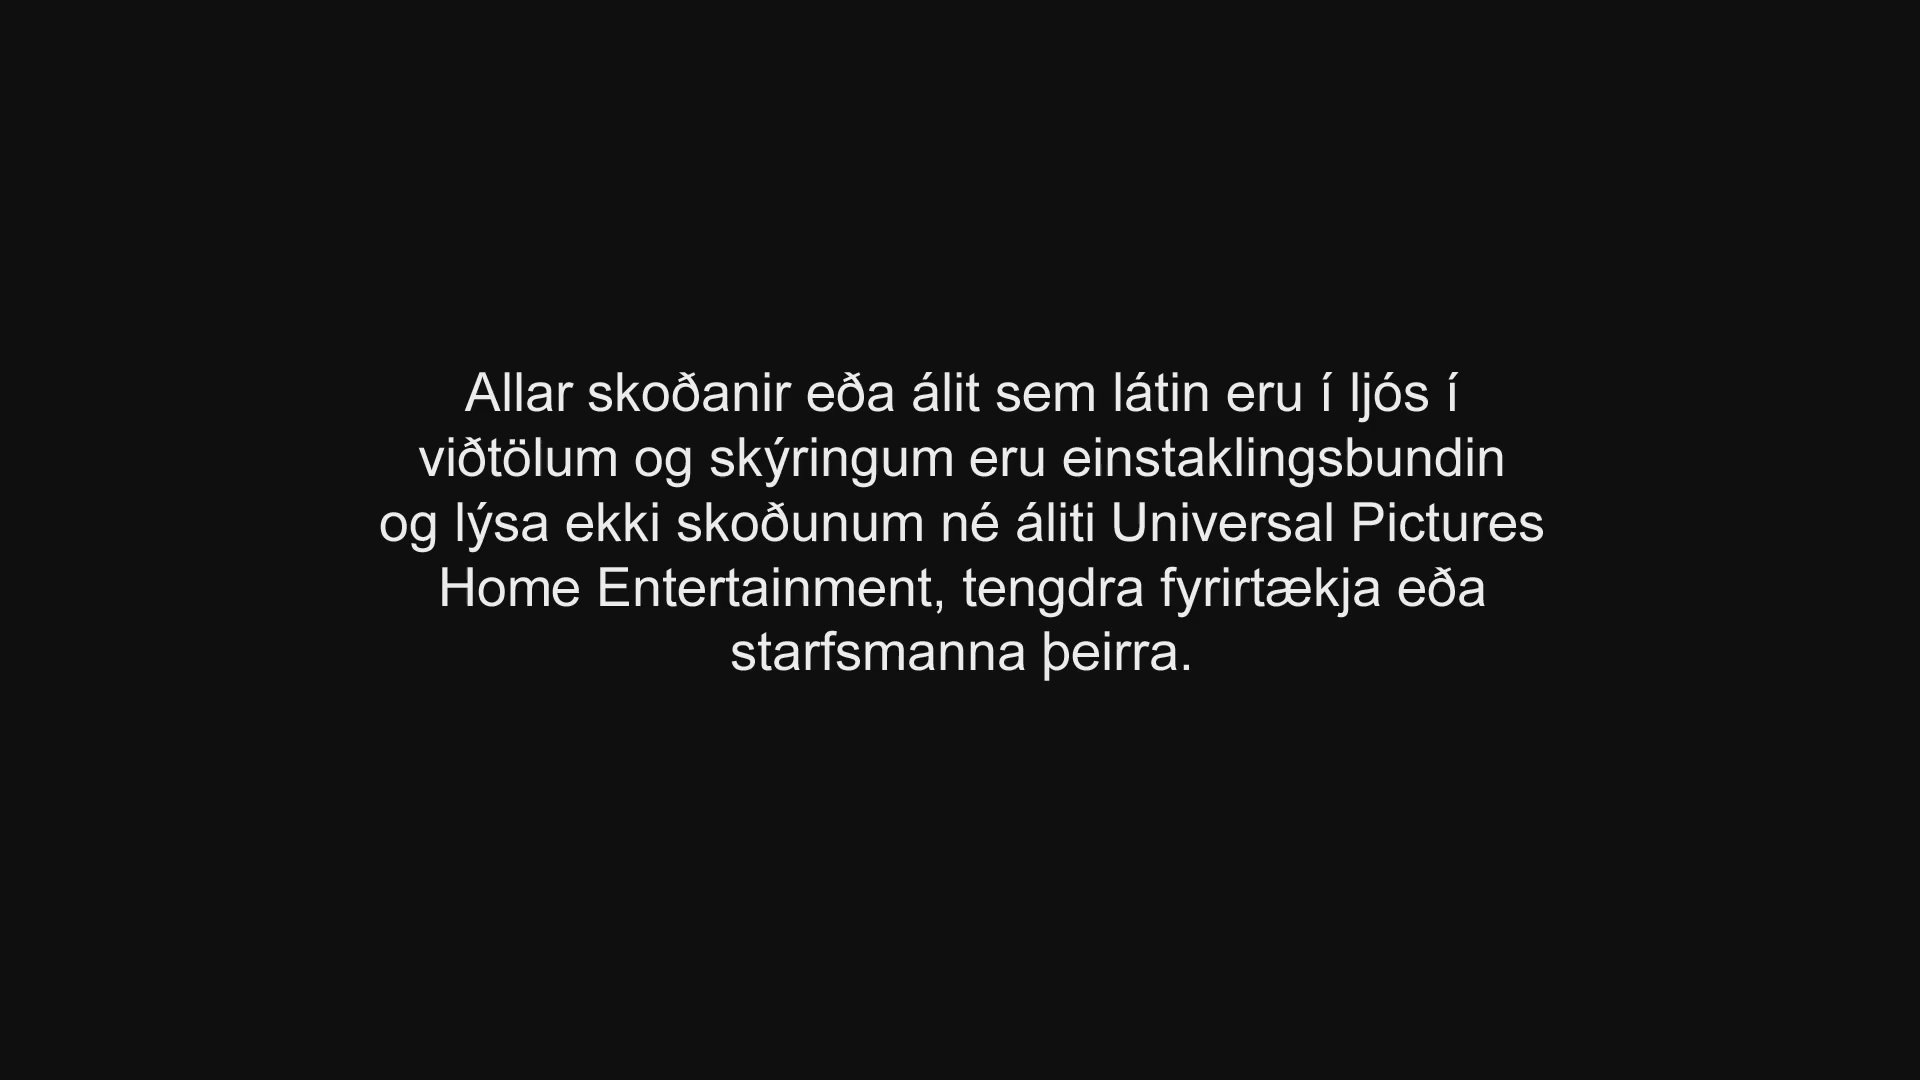 Allar skoðanir eða álit sem látin eru í ljós í
viðtölum og skýringum eru einstaklingsbundin
og lýsa ekki skoðunum né áliti Universal Pictures
Home Entertainment, tengdra fyrirtækja eða
starfsmanna þeirra.